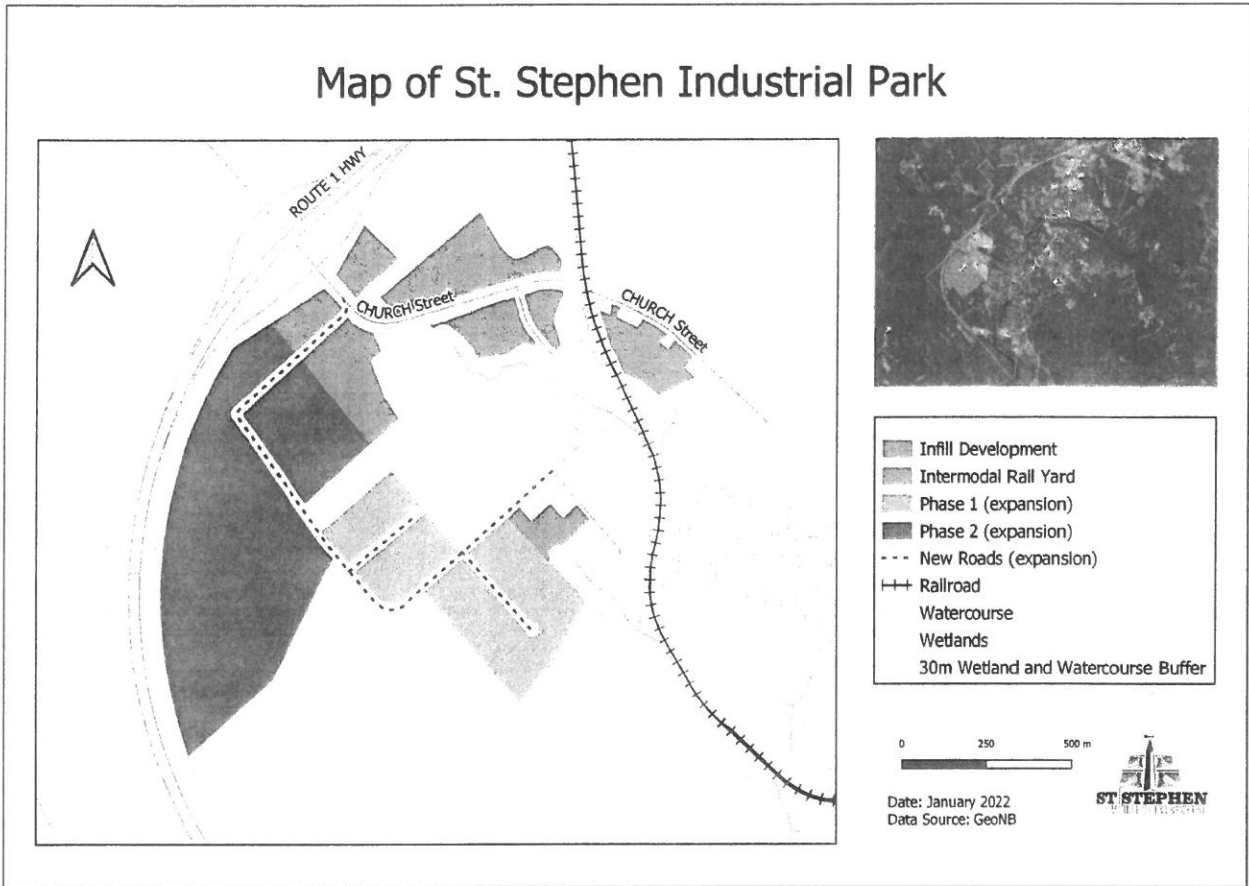 Map of St. Stephen Industrial Park
ROUTE 1 HWY
CHURCH Street
CHURCH Street
Infill Development
Intermodal Rail Yard
Phase 1 (expansion)
Phase 2 (expansion)
New Roads (expansion)
Railroad
Watercourse
Wetlands
30m Wetland and Watercourse Buffer
0 250 500 m
Date: January 2022
Data Source: GeoNB
ST STEPHEN